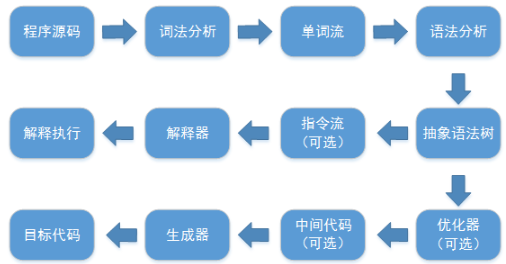 程序源码
词法分析
单词流
语法分析
解释执行
解释器
指令流
（可选）
抽象语法树
目标代码
生成器
中间代码
（可选）
优化器
（可选）